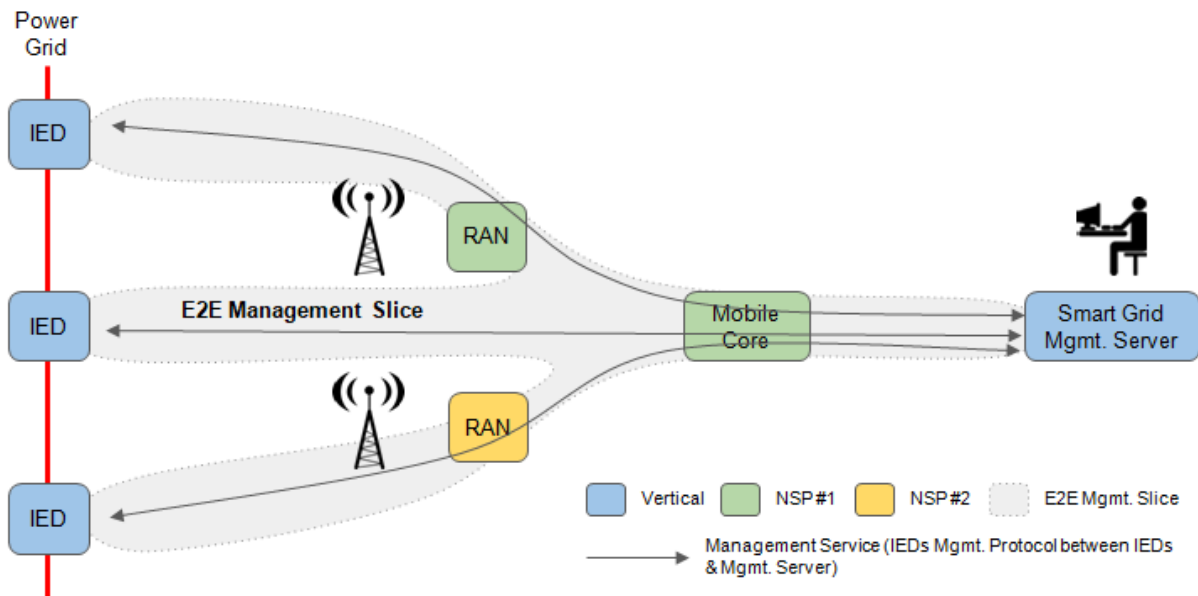 Power
Grid
IED
RAN
IED
E2E Management Slice
Mobile
Core
Smart Grid
Mgmt. Server
RAN
IED
Vertical
NSP#1
NSP#2
E2E Mgmt. Slice
Management Service (IEDs Mgmt. Protocol between IEDs
& Mgmt. Server)